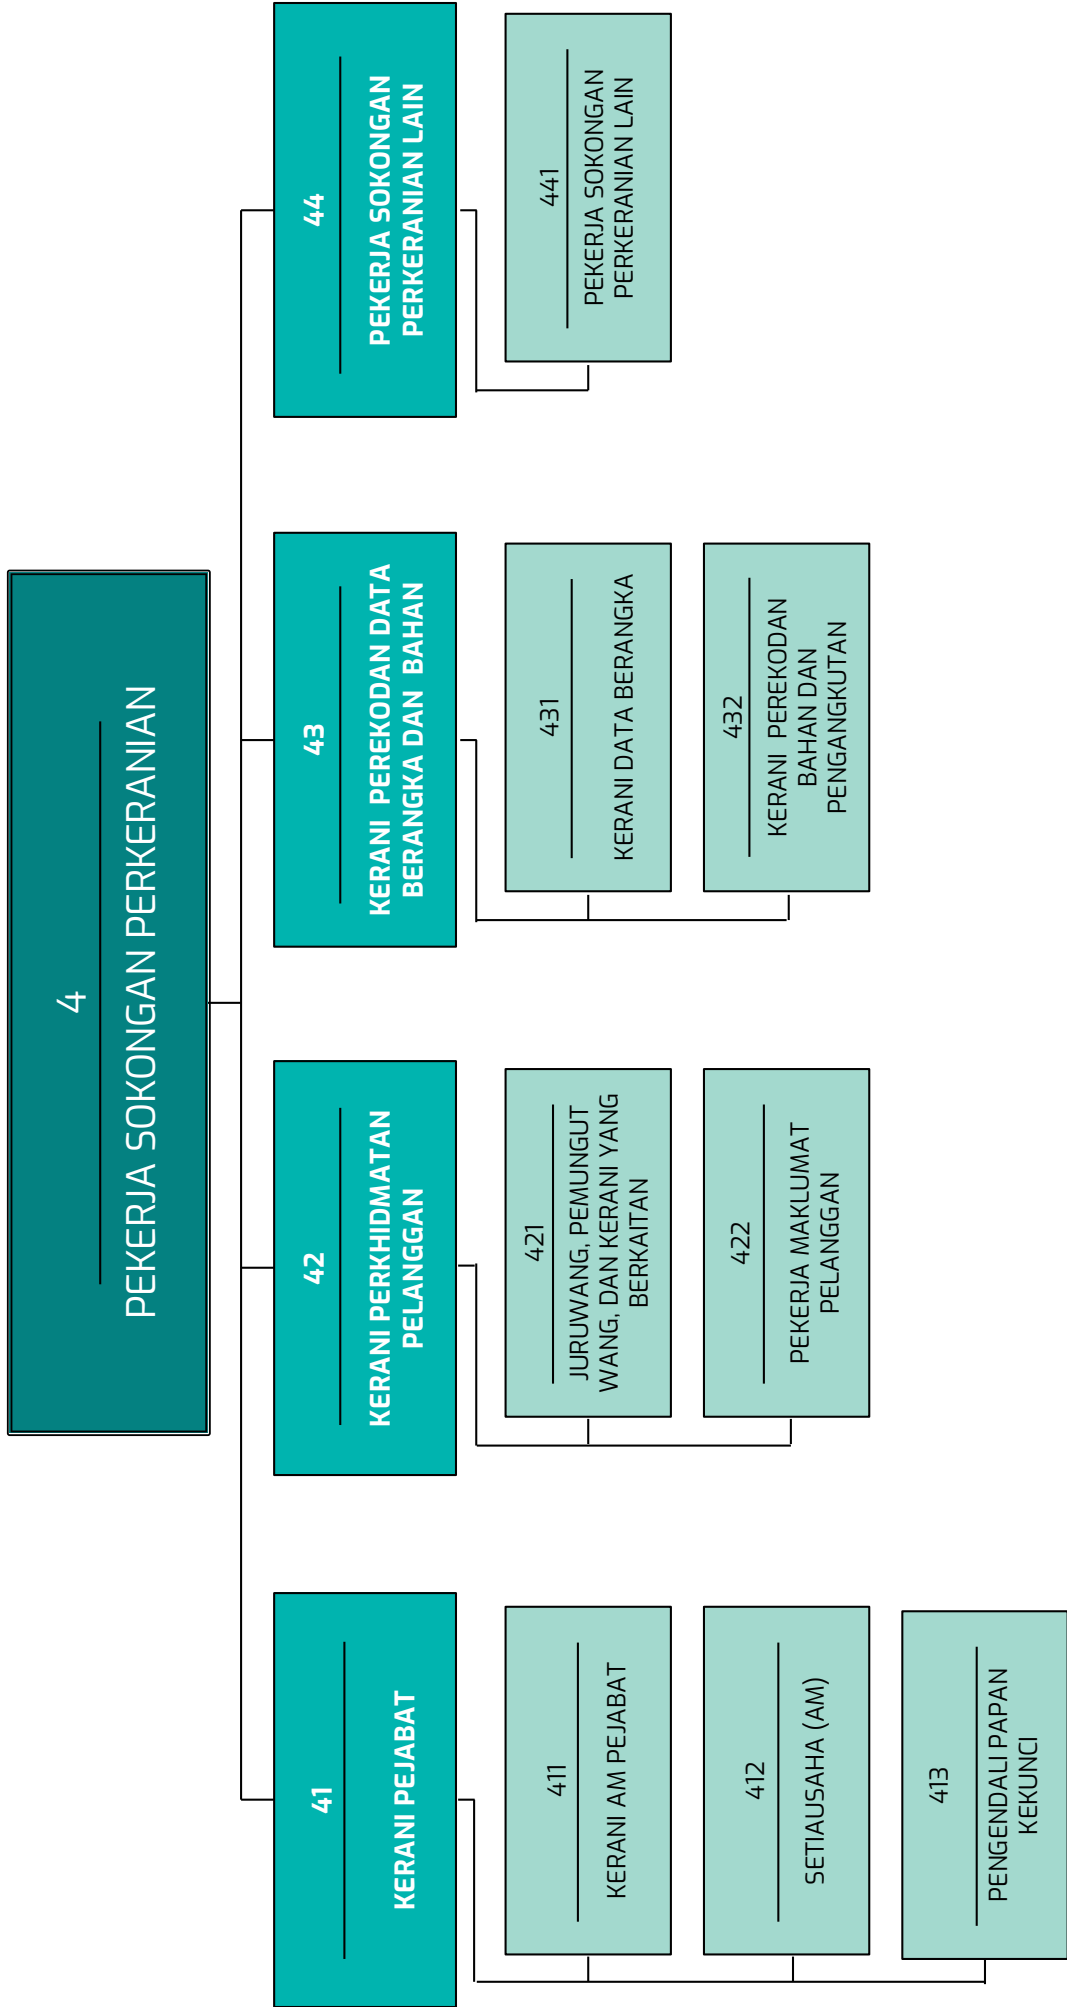 4
PEKERJA SOKONGAN PERKERANIAN
41
KERANI PEJABAT
411
KERANI AM PEJABAT
412
SETIAUSAHA (AM)
413
PENGENDALI PAPAN
KEKUNCI
42
KERANI PERKHIDMATAN
PELANGGAN
421
JURUWANG, PEMUNGUT
WANG, DAN KERANI YANG
BERKAITAN
422
PEKERJA MAKLUMAT
PELANGGAN
43
KERANI PEREKODAN DATA
BERANGKA DAN BAHAN
431
KERANI DATA BERANGKA
432
KERANI PEREKODAN
BAHAN DAN
PENGANGKUTAN
44
PEKERJA SOKONGAN
PERKERANIAN LAIN
441
PEKERJA SOKONGAN
PERKERANIAN LAIN